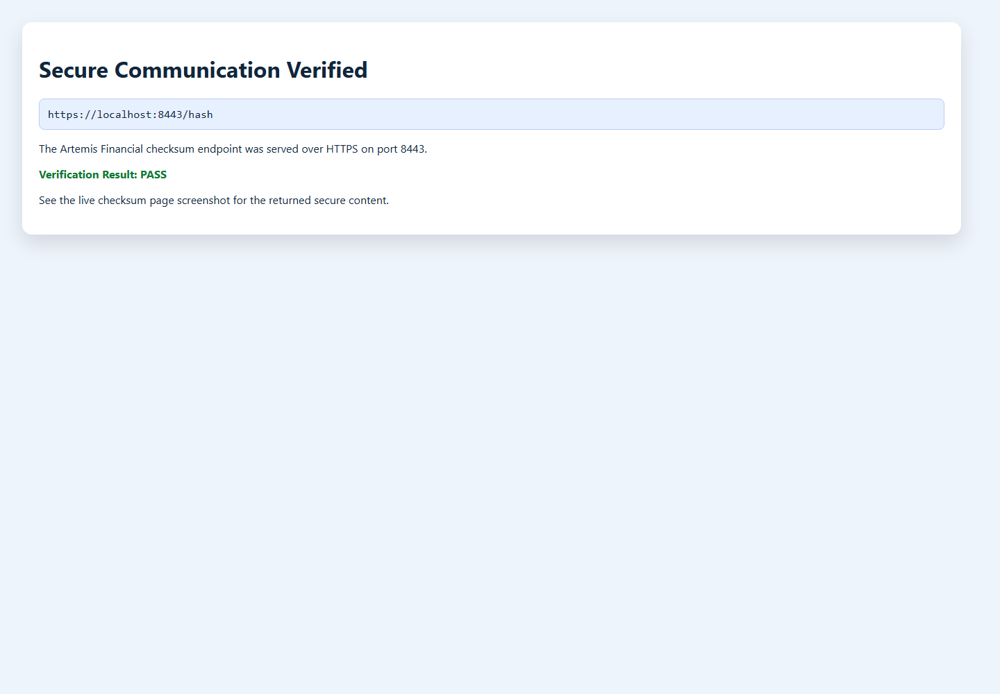 Secure Communication Verified
https://localhost:8443/hash
The Artemis Financial checksum endpoint was served over HTTPS on port 8443.
Verification Result: PASS
See the live checksum page screenshot for the returned secure content.